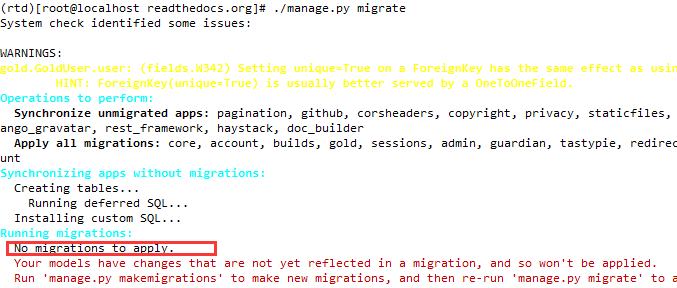 (rtd)[root@localhost readthedocs.org]# ./manage.py migrate
System check identified some issues:
WARNINGS:
gold.GoldUser.user: (fields.W342) Setting unique=True on a ForeignKey has the same effect as usin
HINT: ForeignKey(unique=True) is usually better served by a OneToOneField.
Operations to perform:
Synchronize unmigrated apps: pagination, github, corsheaders, copyright, privacy, staticfiles,
ango_gravatar, rest_framework, haystack, doc_builder
Apply all migrations: core, account, builds, gold, sessions, admin, guardian, tastypie, redirec
unt
Synchronizing apps without migrations:
Creating tables...
Running deferred SQL...
Installing custom SQL...
Running migrations:
No migrations to apply.
Your models have changes that are not yet reflected in a migration, and so won't be applied.
Run 'manage.py makemigrations' to make new migrations, and then re-run 'manage.py migrate' to a